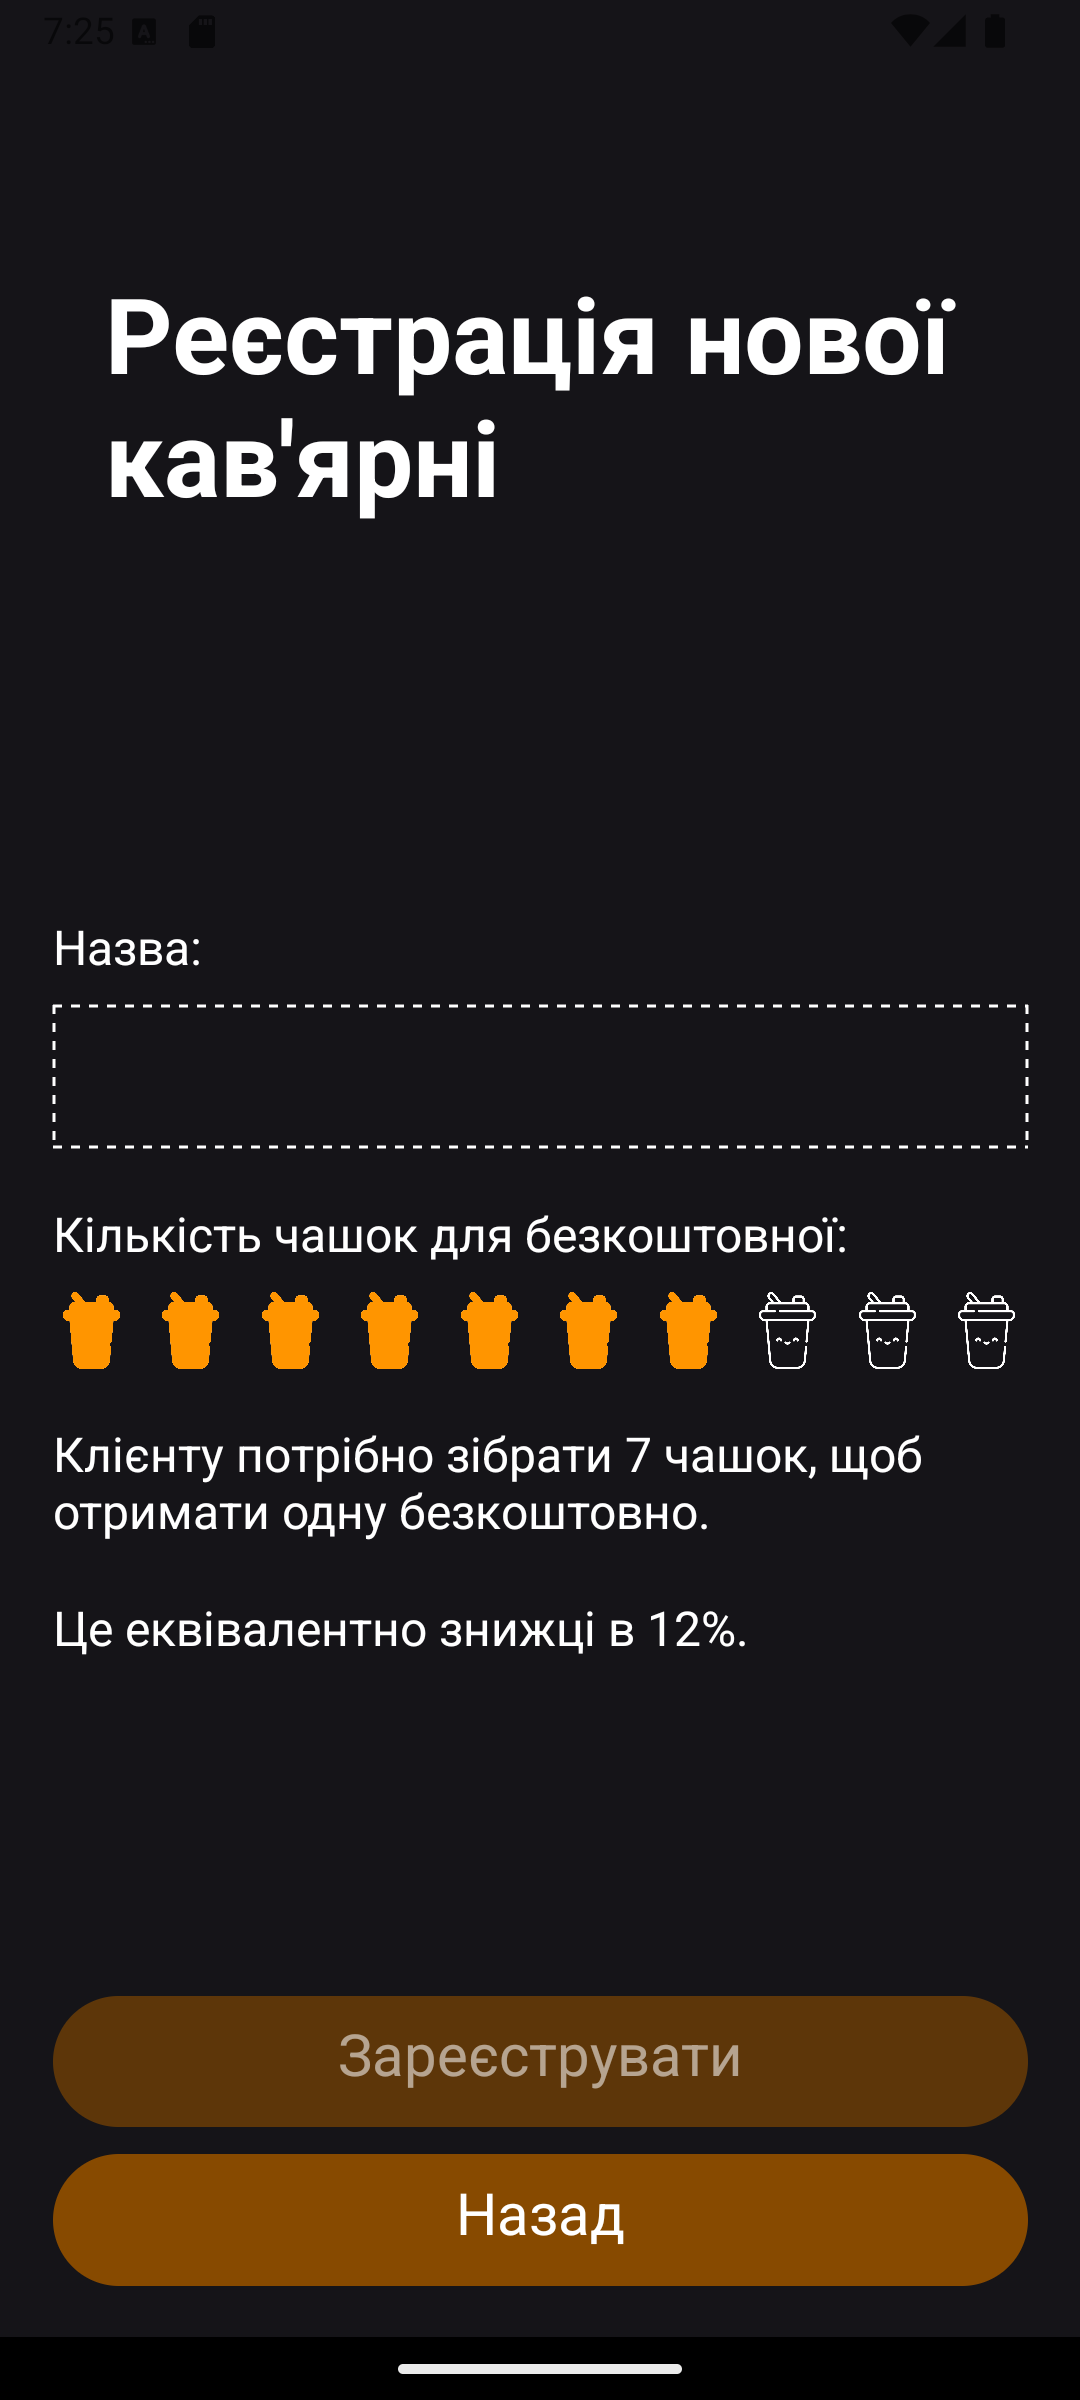 7:25
Реєстрація нової
кав'ярні
Назва:
Кількість чашок для безкоштовної:
Клієнту потрібно зібрати 7 чашок, щоб
отримати одну безкоштовно.
Це еквівалентно знижці в 12%.
Зареєструвати
Назад